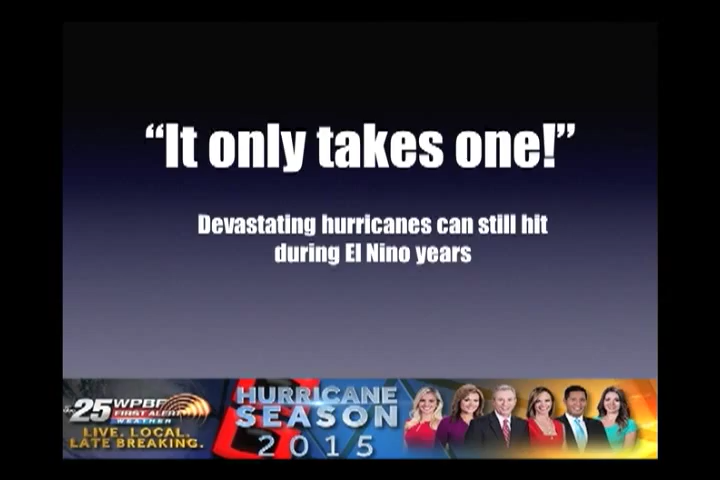 “It only takes one!”
Devastating hurricanes can still hit
during El Nino years
abc 25 WPBF
FIRST ALERT
WEATHER
LIVE. LOCAL.
LATE BREAKING.
HURRICANE
SEASON
2015